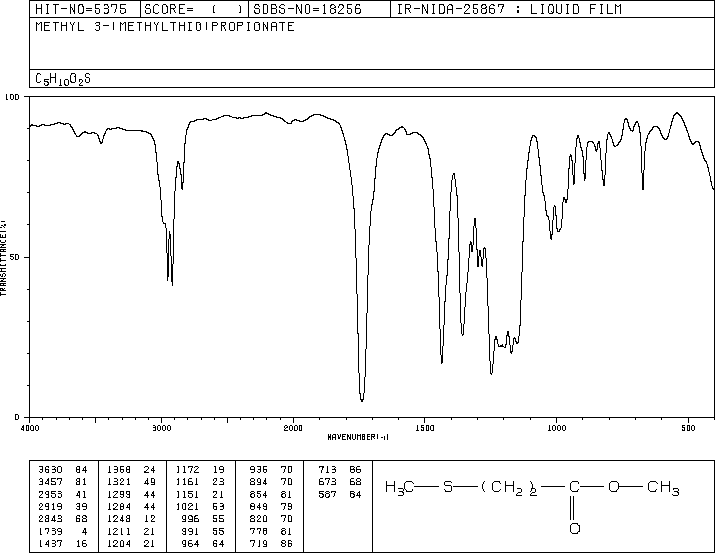 HIT-NO=5375 SCORE= ( ) SDBS-NO=18256 IR-NIDA-25867 : LIQUID FILM
METHYL 3-(METHYLTHIO)PROPIONATE
C5H10O2S
100
50
0
TRANSMITTANCE(%)
4000 3000 2000 1500 1000 500
WAVENUMBER(-1)
3630 84 1358 24 1172 19 936 70 713 86
3457 81 1321 49 1161 23 894 70 673 68
2953 41 1299 44 1151 21 854 81 587 84
2919 39 1284 44 1021 53 849 79
2843 68 1248 12 996 55 820 70
1739 4 1211 21 991 55 778 81
1437 16 1204 21 964 64 719 86
H3C S (CH2)2 C O CH3
O